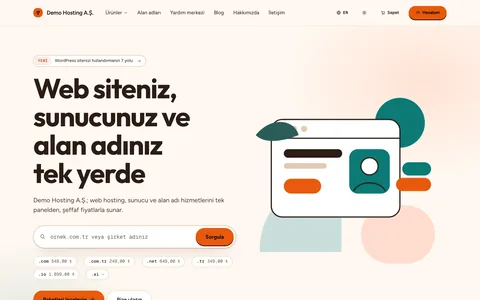 Demo Hosting A.Ş.
Ürünler
Alan adları
Yardım merkezi
Blog
Hakkımızda
İletişim
EN
Sepet
Hesabım
YENİ
WordPress sitenizi hızlandırmanın 7 yolu
Web siteniz,
sunucunuz ve
alan adınız
tek yerde
Demo Hosting A.Ş.; web hosting, sunucu ve alan adı hizmetlerini tek
panelden, şeffaf fiyatlarla sunar.
ornek.com.tr veya şirket adınız
Sorgula
.com 549,00 ₺
.com.tr 249,00 ₺
.net 649,00 ₺
.tr 349,00 ₺
.io 1.899,00 ₺
.ai —